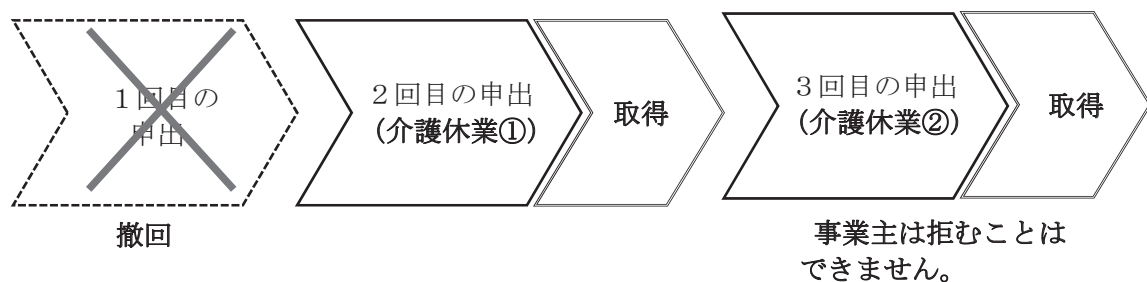 １回目の
申出
２回目の申出
(介護休業①)
取得
３回目の申出
(介護休業②)
取得
撤回
事業主は拒むことは
できません。